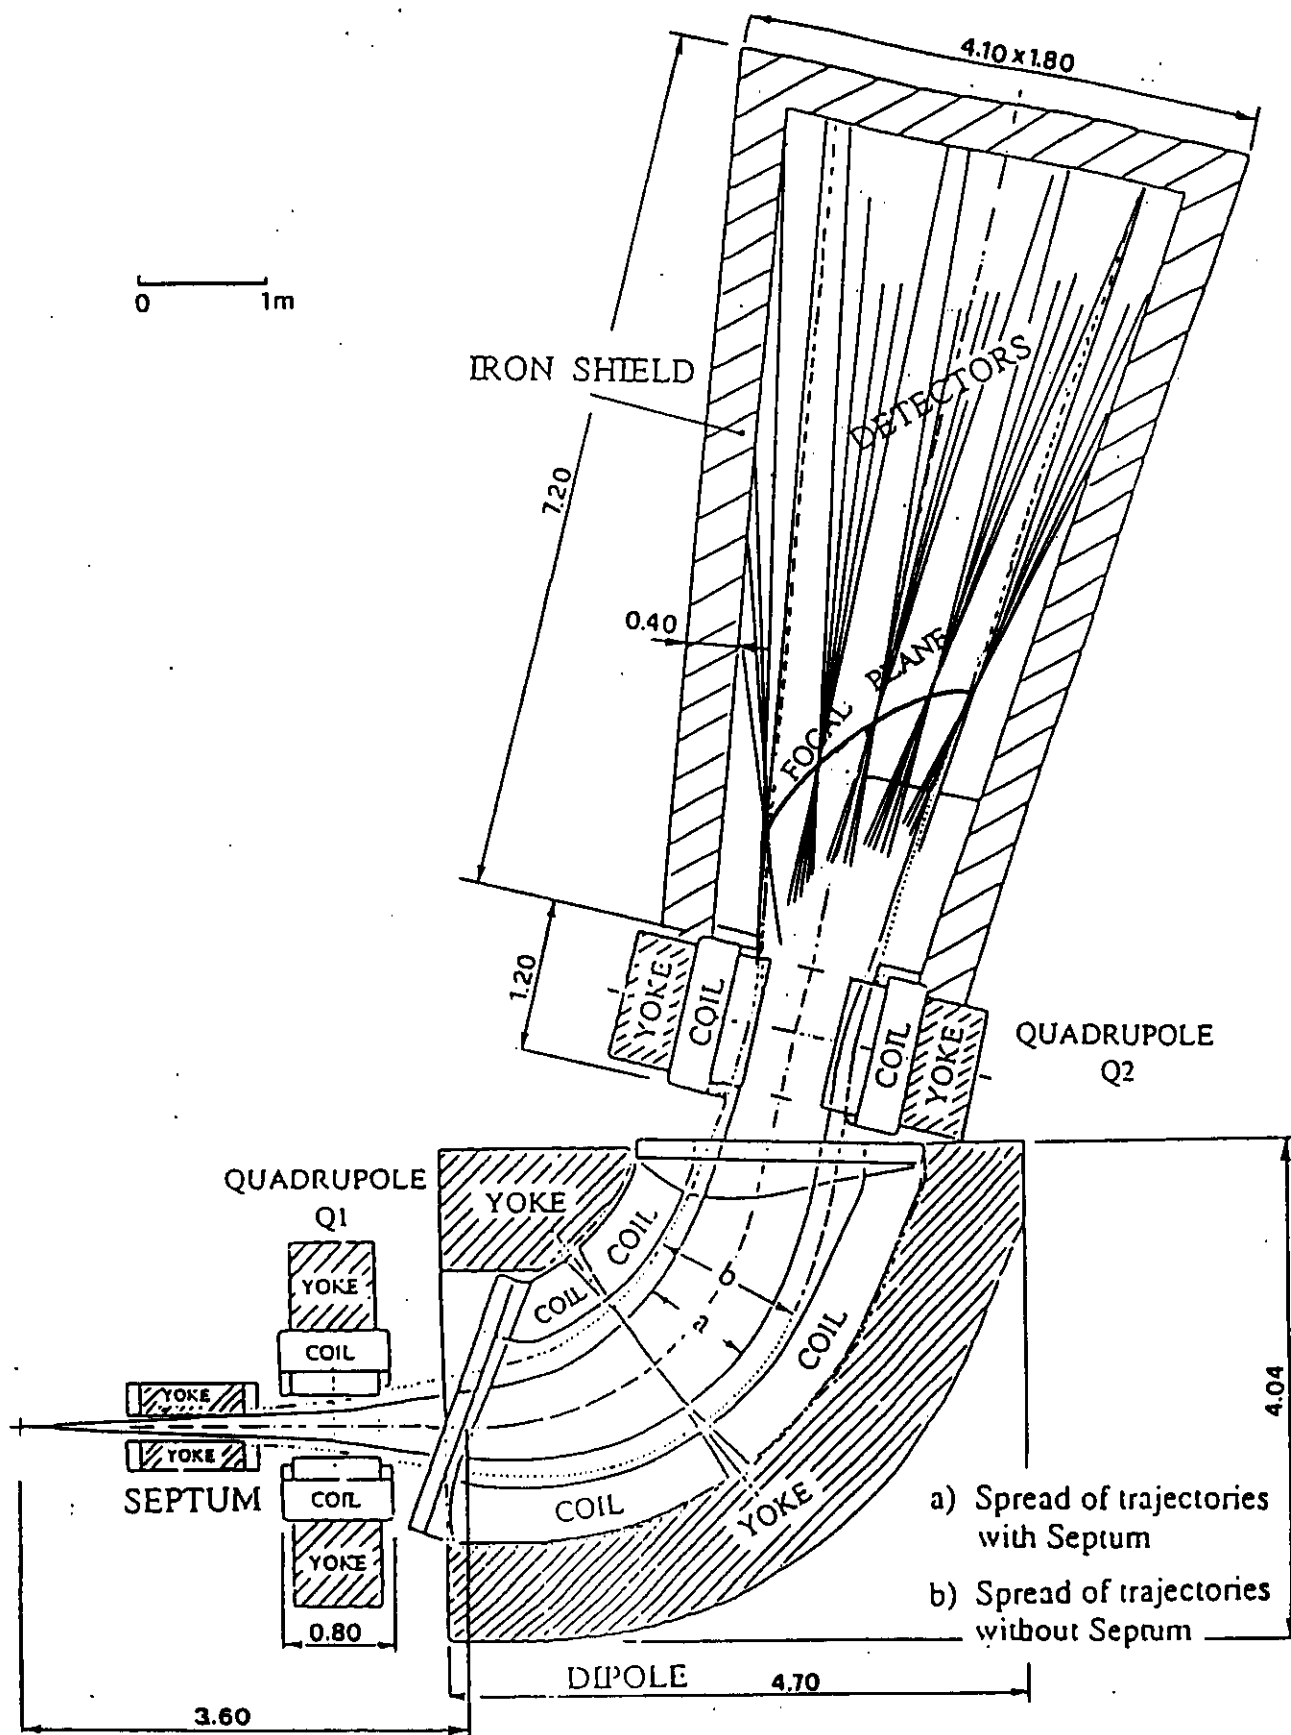 4.10 x 1.80
0 1m
IRON SHIELD
DETECTORS
7.20
0.40
FOCAL PLANE
1.20
YOKE
COIL
COIL
YOKE
QUADRUPOLE
Q2
QUADRUPOLE
Q1
YOKE
COIL
YOKE
COIL
COIL
b
a
COIL
YOKE
YOKE
SEPTUM
COIL
YOKE
COIL
YOKE
4.04
0.80
a) Spread of trajectories
with Septum
b) Spread of trajectories
without Septum
DIPOLE
4.70
3.60